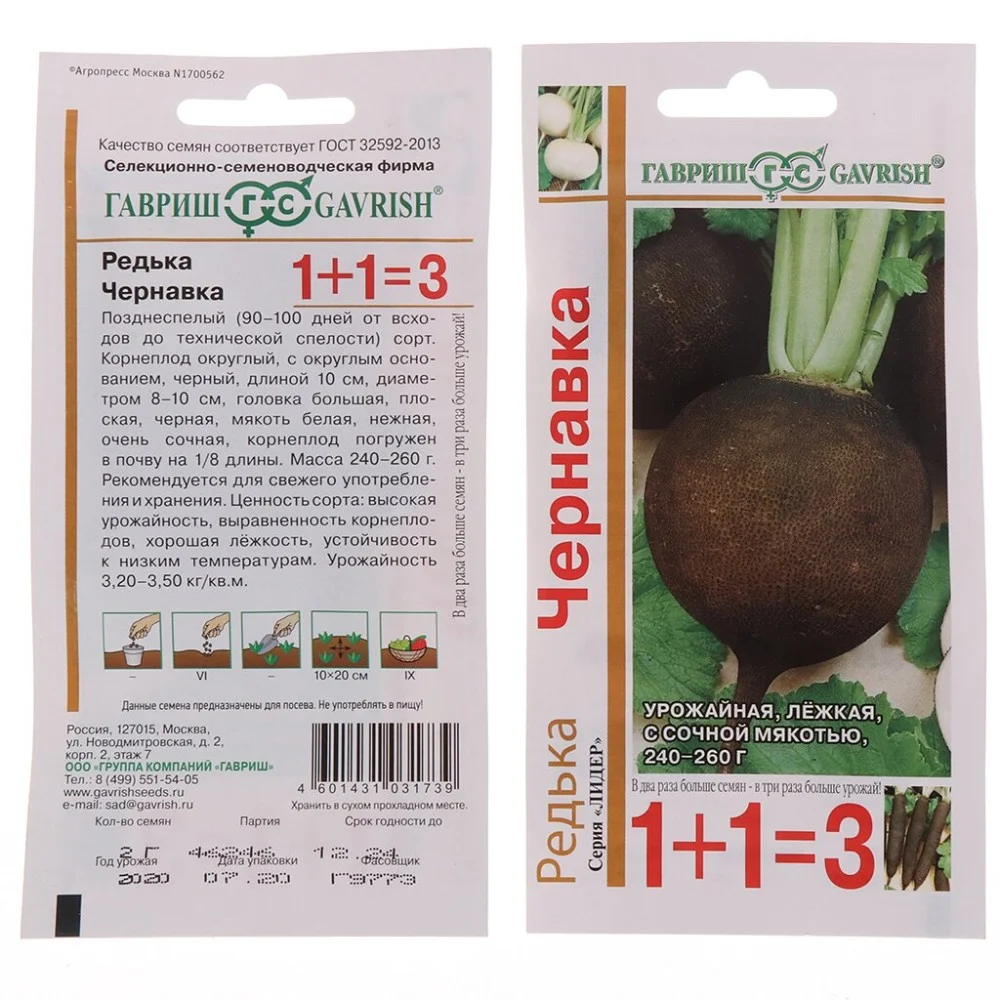 ©Агропресс Москва N1700562
Качество семян соответствует ГОСТ 32592-2013
Селекционно-семеноводческая фирма
ГАВРИШ ГС GAVRISH®
Редька
Чернавка
1+1=3
Позднеспелый (90–100 дней от всхо-
дов до технической спелости) сорт.
Корнеплод округлый, с округлым осно-
ванием, черный, длиной 10 см, диаме-
тром 8–10 см, головка большая, пло-
ская, черная, мякоть белая, нежная,
очень сочная, корнеплод погружен
в почву на 1/8 длины. Масса 240–260 г.
Рекомендуется для свежего употребле-
ния и хранения. Ценность сорта: высокая
урожайность, выравненность корнепло-
дов, хорошая лёжкость, устойчивость
к низким температурам. Урожайность
3,20–3,50 кг/кв.м.
В два раза больше семян - в три раза больше урожай!
– VI – 10×20 см IX
Данные семена предназначены для посева. Не употреблять в пищу!
Россия, 127015, Москва,
ул. Новодмитровская, д. 2,
корп. 2, этаж 7
ООО «ГРУППА КОМПАНИЙ «ГАВРИШ»
Тел.: 8 (499) 551-54-05
www.gavrishseeds.ru
e-mail: sad@gavrish.ru
4 601431 031739
Хранить в сухом прохладном месте.
Кол-во семян Партия Срок годности до
2 Г 46246 12.24
Год урожая Дата упаковки Фасовщик
2020 07.20 Г9773
ГАВРИШ ГС GAVRISH®
Чернавка
Редька
Серия «ЛИДЕР»
УРОЖАЙНАЯ, ЛЁЖКАЯ,
С СОЧНОЙ МЯКОТЬЮ,
240–260 Г
В два раза больше семян - в три раза больше урожай!
1+1=3